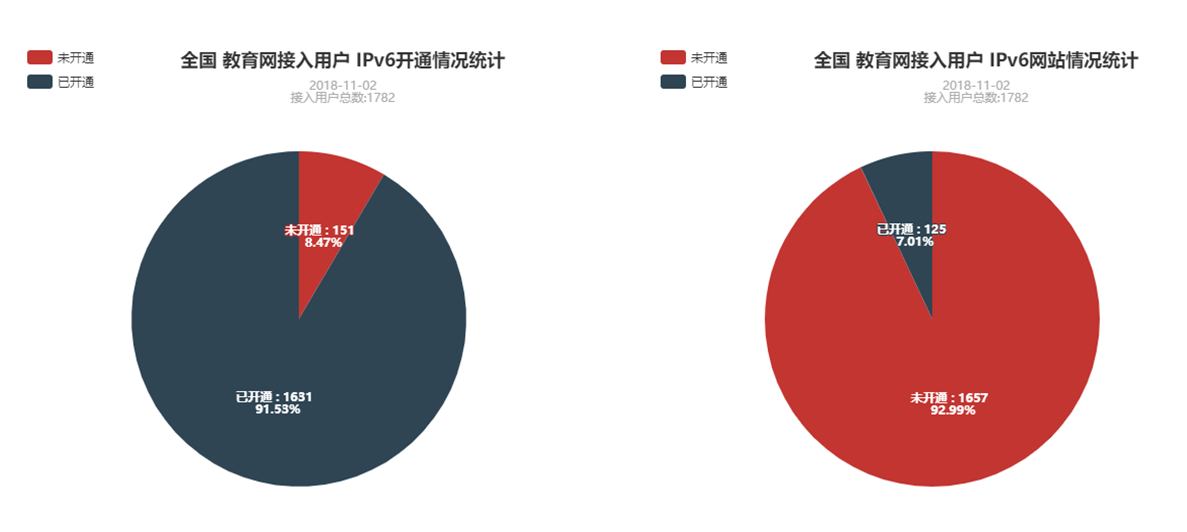 未开通
已开通
全国 教育网接入用户 IPv6开通情况统计
2018-11-02
接入用户总数:1782
未开通 : 151
8.47%
已开通 : 1631
91.53%
未开通
已开通
全国 教育网接入用户 IPv6网站情况统计
2018-11-02
接入用户总数:1782
已开通 : 125
7.01%
未开通 : 1657
92.99%